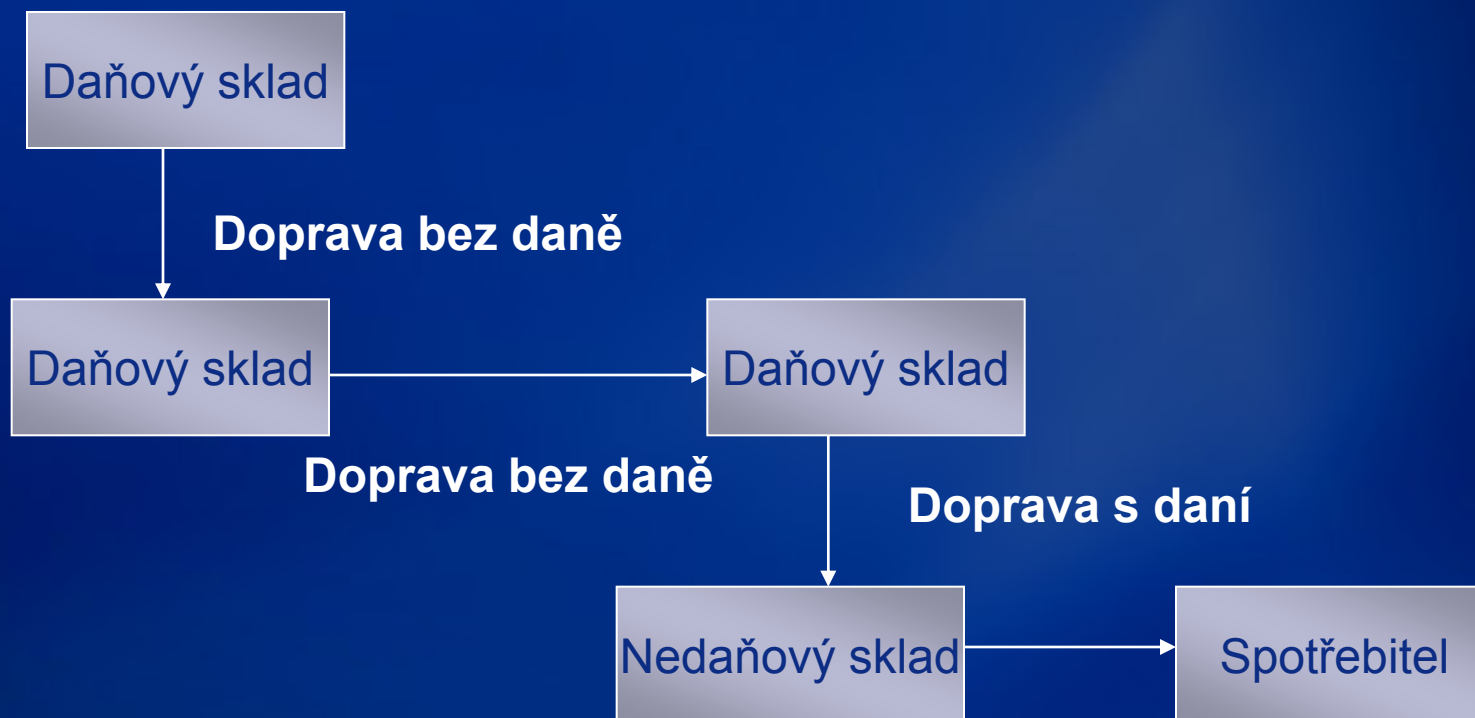 Daňový sklad
Doprava bez daně
Daňový sklad
Daňový sklad
Doprava bez daně
Doprava s daní
Nedaňový sklad
Spotřebitel